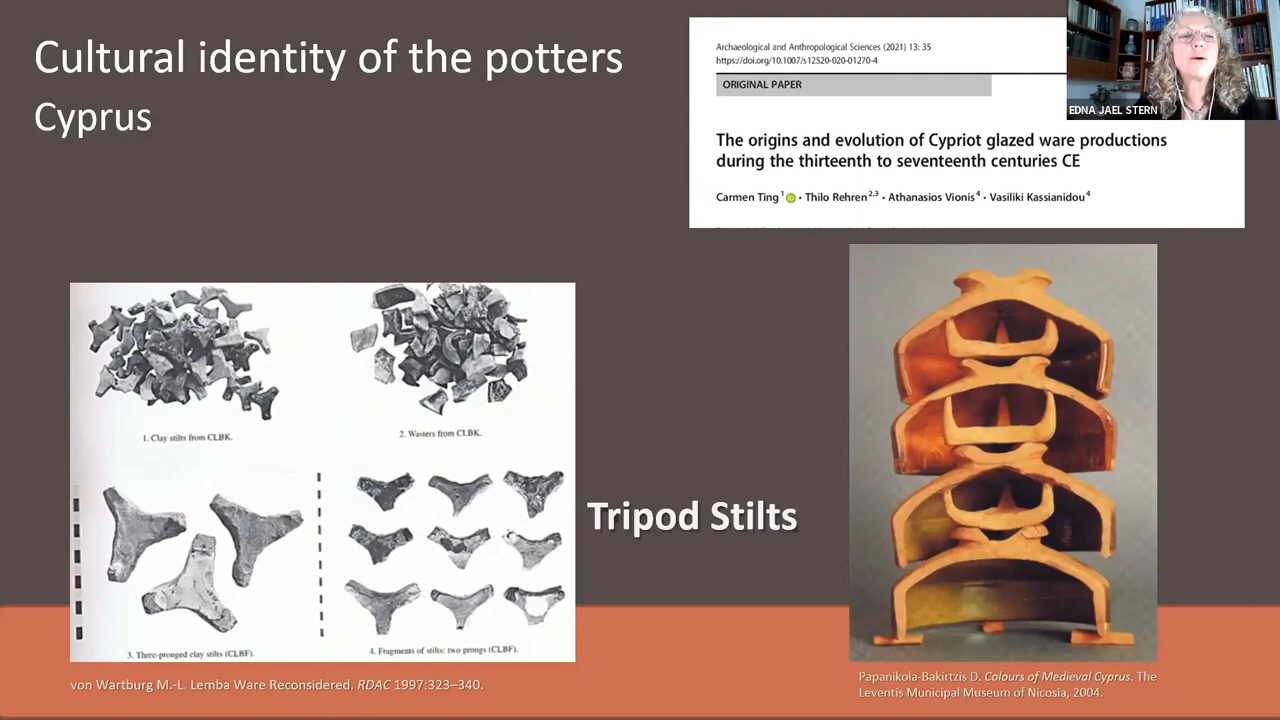 Cultural identity of the potters
Cyprus
Archaeological and Anthropological Sciences (2021) 13: 35
https://doi.org/10.1007/s12520-020-01270-4
ORIGINAL PAPER
The origins and evolution of Cypriot glazed ware productions
during the thirteenth to seventeenth centuries CE
Carmen Ting 1 · Thilo Rehren 2,3 · Athanasios Vionis 4 · Vasiliki Kassianidou 4
EDNA JAEL STERN
1. Clay stilts from CLBK.
2. Wasters from CLBK.
3. Three-pronged clay stilts (CLBF).
4. Fragments of stilts: two prongs (CLBF).
Tripod Stilts
von Wartburg M.-L. Lemba Ware Reconsidered. RDAC 1997:323–340.
Papanikola-Bakirtzis D. Colours of Medieval Cyprus. The
Leventis Municipal Museum of Nicosia, 2004.